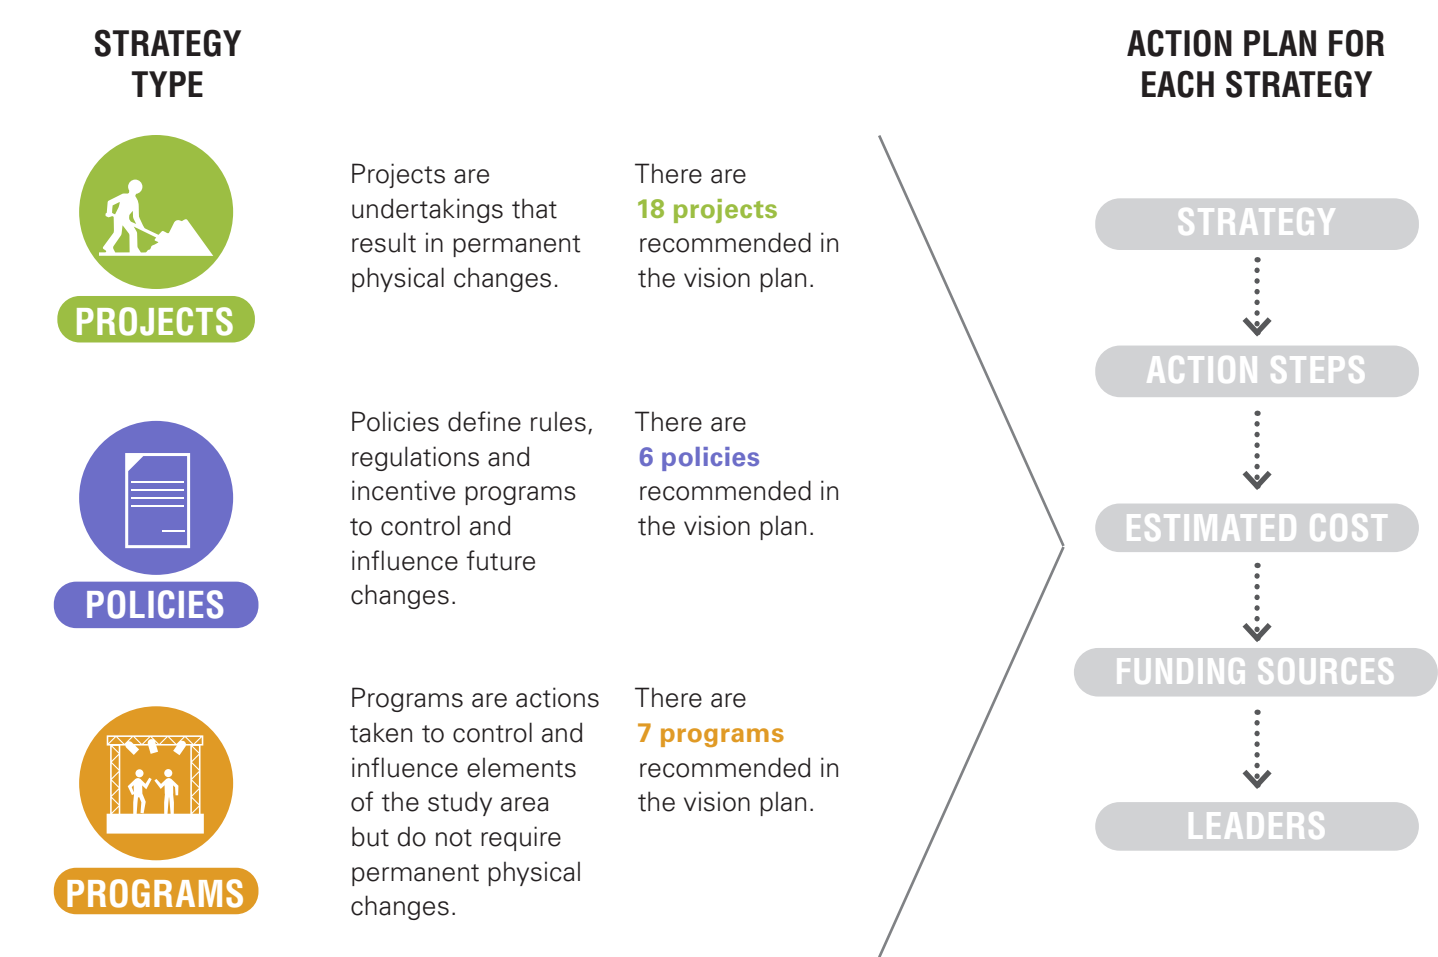 STRATEGY
TYPE
PROJECTS
Projects are
undertakings that
result in permanent
physical changes.
There are
18 projects
recommended in
the vision plan.
POLICIES
Policies define rules,
regulations and
incentive programs
to control and
influence future
changes.
There are
6 policies
recommended in
the vision plan.
PROGRAMS
Programs are actions
taken to control and
influence elements
of the study area
but do not require
permanent physical
changes.
There are
7 programs
recommended in
the vision plan.
ACTION PLAN FOR
EACH STRATEGY
STRATEGY
ACTION STEPS
ESTIMATED COST
FUNDING SOURCES
LEADERS